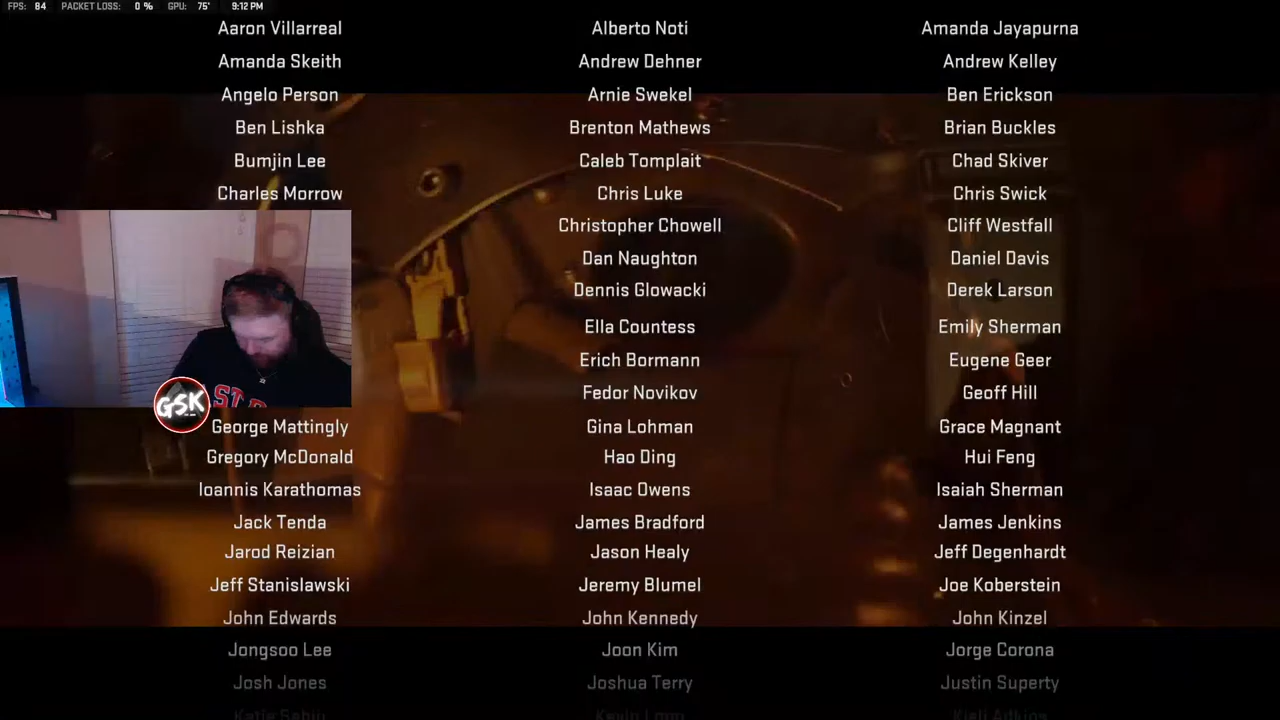 FPS: 84 PACKET LOSS: 0 % GPU: 75° 9:12 PM
Aaron Villarreal Alberto Noti Amanda Jayapurna
Amanda Skeith Andrew Dehner Andrew Kelley
Angelo Person Arnie Swekel Ben Erickson
Ben Lishka Brenton Mathews Brian Buckles
Bumjin Lee Caleb Tomplait Chad Skiver
Charles Morrow Chris Luke Chris Swick
Christopher Chowell Cliff Westfall
Dan Naughton Daniel Davis
Dennis Glowacki Derek Larson
Ella Countess Emily Sherman
Erich Bormann Eugene Geer
Fedor Novikov Geoff Hill
GSK
George Mattingly Gina Lohman Grace Magnant
Gregory McDonald Hao Ding Hui Feng
Ioannis Karathomas Isaac Owens Isaiah Sherman
Jack Tenda James Bradford James Jenkins
Jarod Reizian Jason Healy Jeff Degenhardt
Jeff Stanislawski Jeremy Blumel Joe Koberstein
John Edwards John Kennedy John Kinzel
Jongsoo Lee Joon Kim Jorge Corona
Josh Jones Joshua Terry Justin Superty